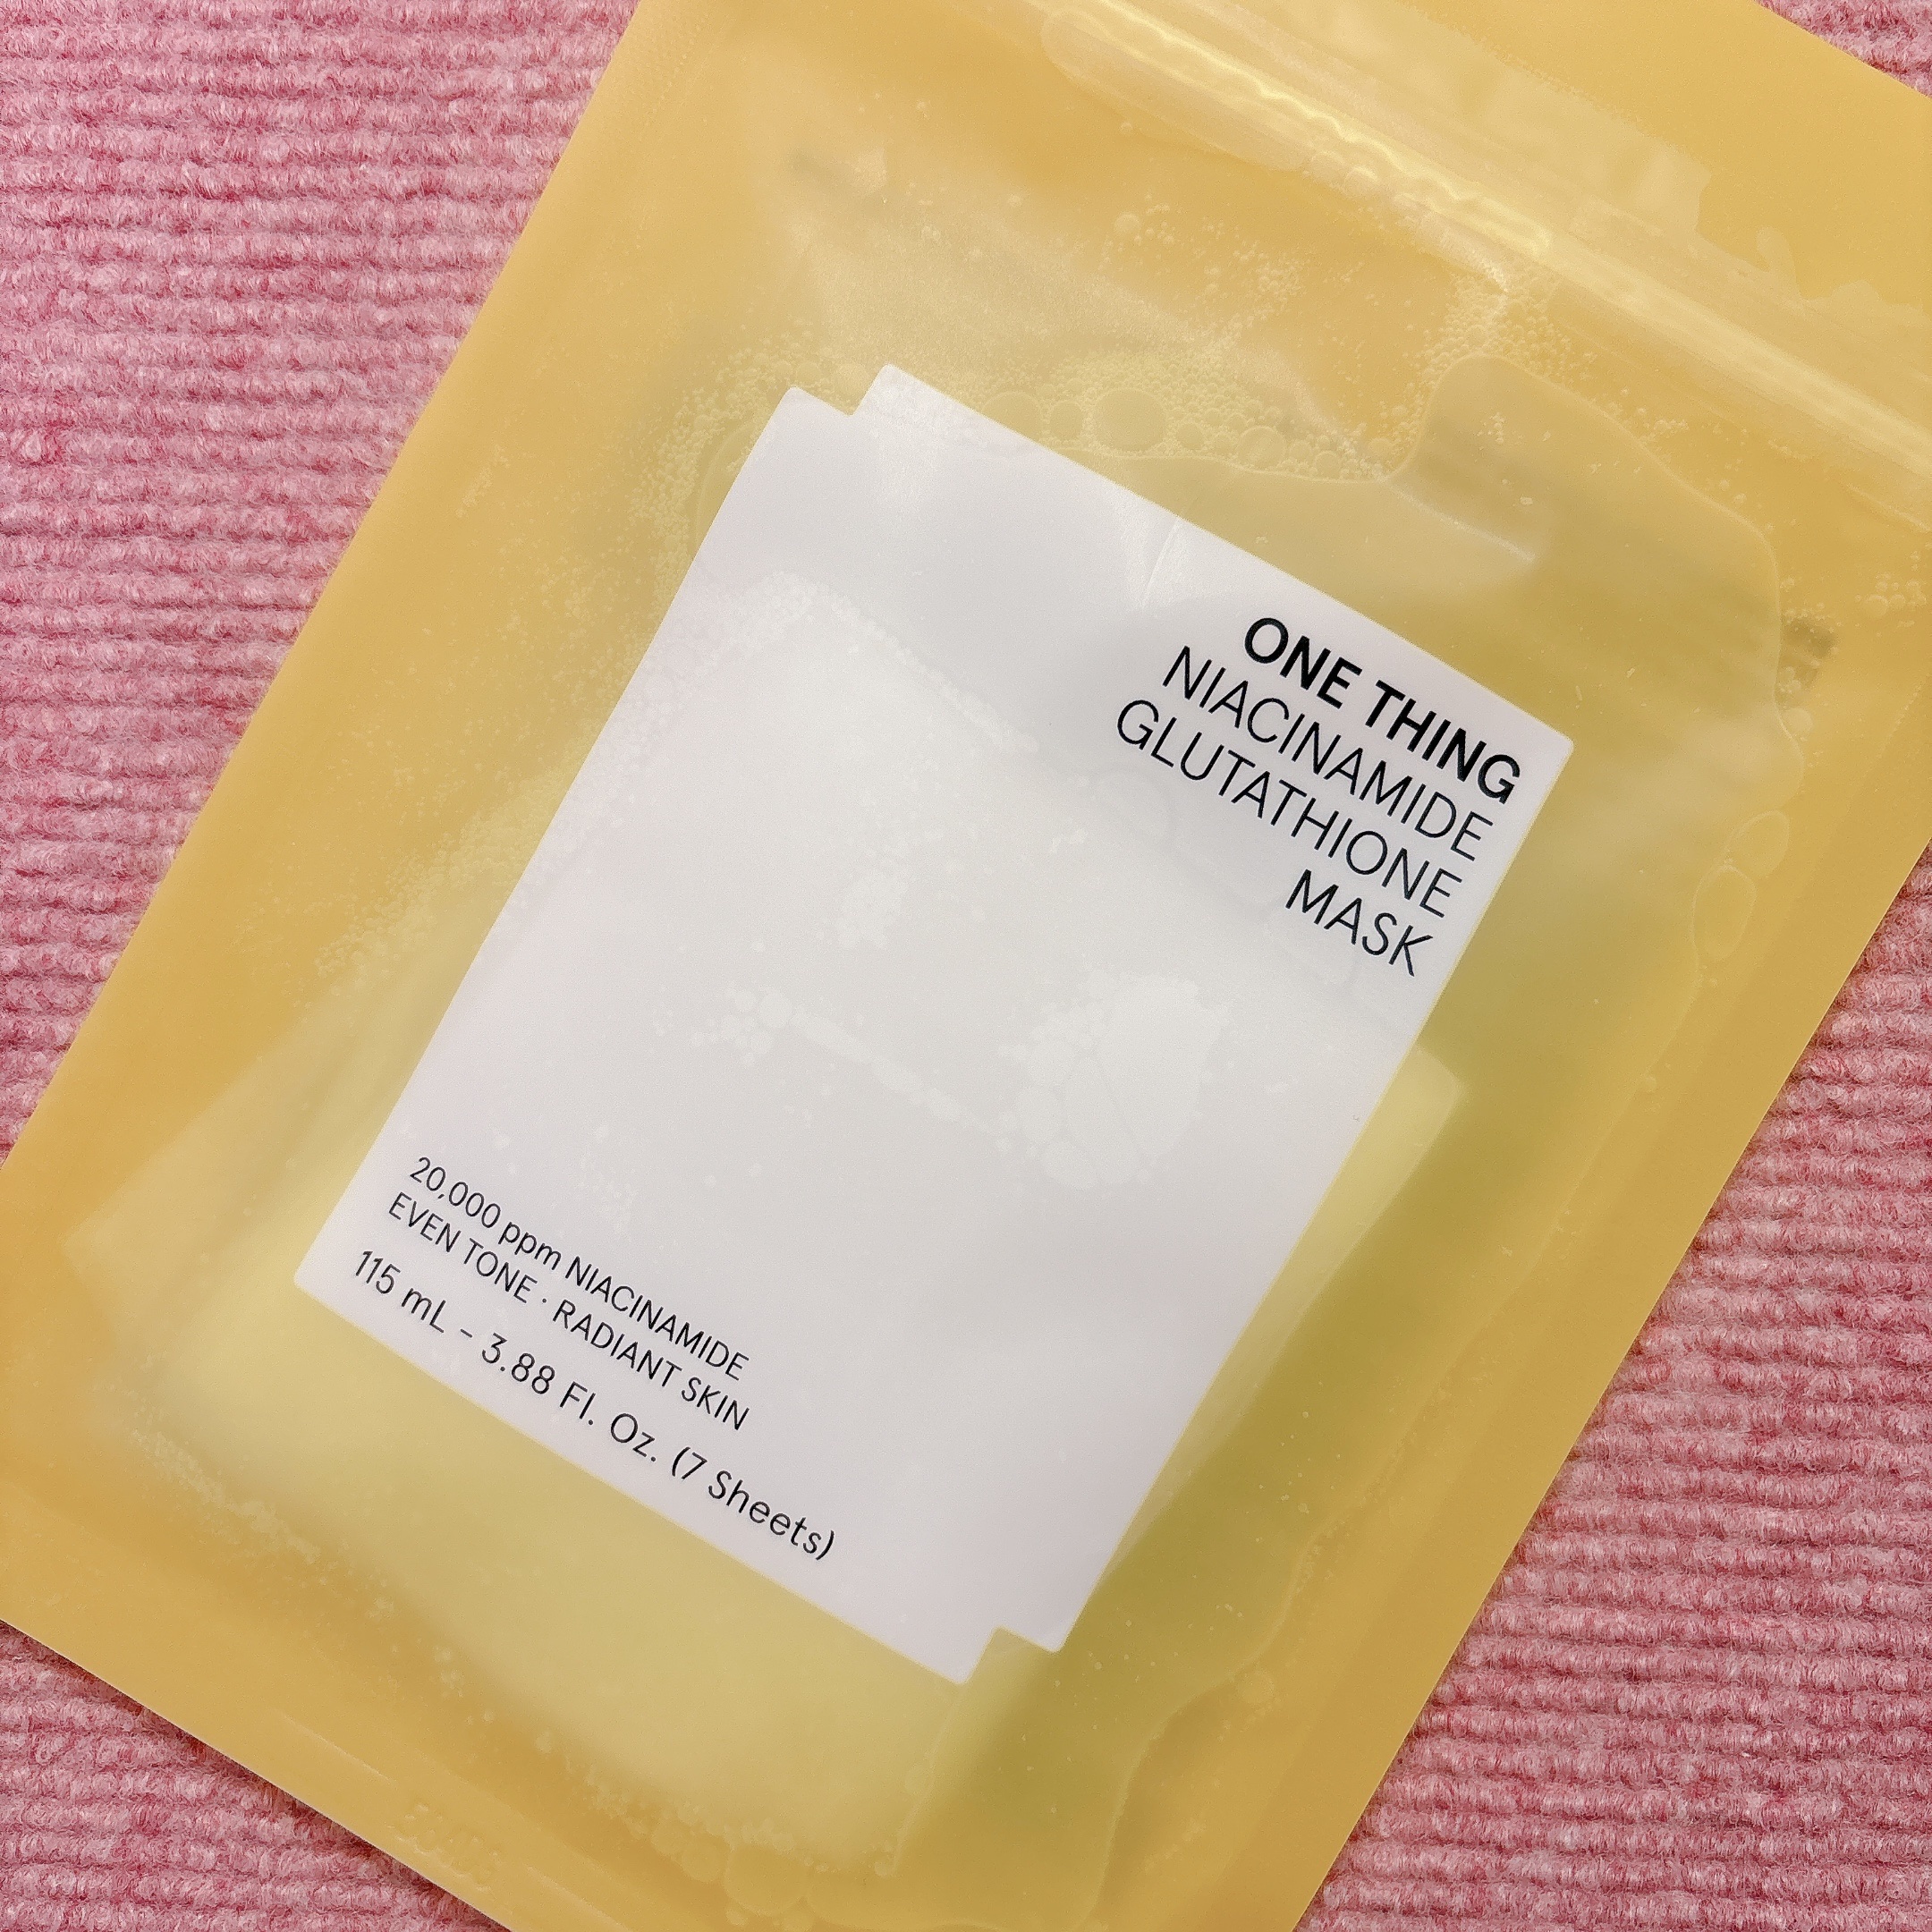 ONE THING
NIACINAMIDE
GLUTATHIONE
MASK
20,000 ppm NIACINAMIDE
EVEN TONE · RADIANT SKIN
115 mL – 3.88 Fl. Oz. (7 Sheets)